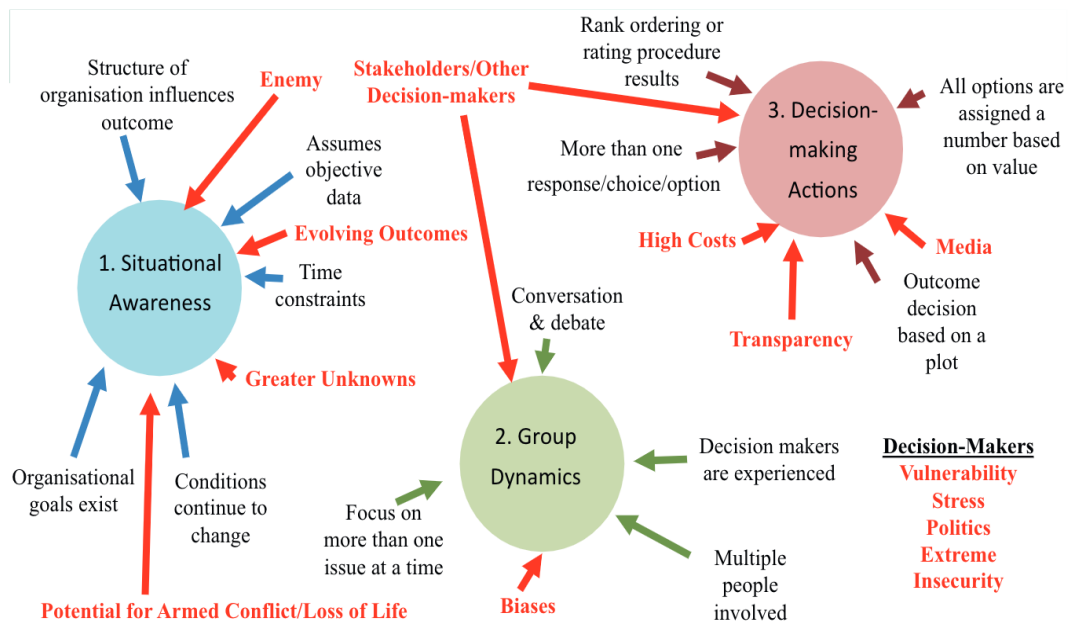 Structure of
organisation influences
outcome
Enemy
Assumes
objective
data
Evolving Outcomes
1. Situational
Awareness
Time
constraints
Greater Unknowns
Organisational
goals exist
Conditions
continue to
change
Potential for Armed Conflict/Loss of Life
Stakeholders/Other
Decision-makers
Conversation
& debate
2. Group
Dynamics
Decision makers
are experienced
Focus on
more than one
issue at a time
Biases
Multiple
people
involved
Rank ordering or
rating procedure
results
3. Decision-
making
Actions
All options are
assigned a
number based
on value
More than one
response/choice/option
High Costs
Media
Transparency
Outcome
decision
based on a
plot
Decision-Makers
Vulnerability
Stress
Politics
Extreme
Insecurity